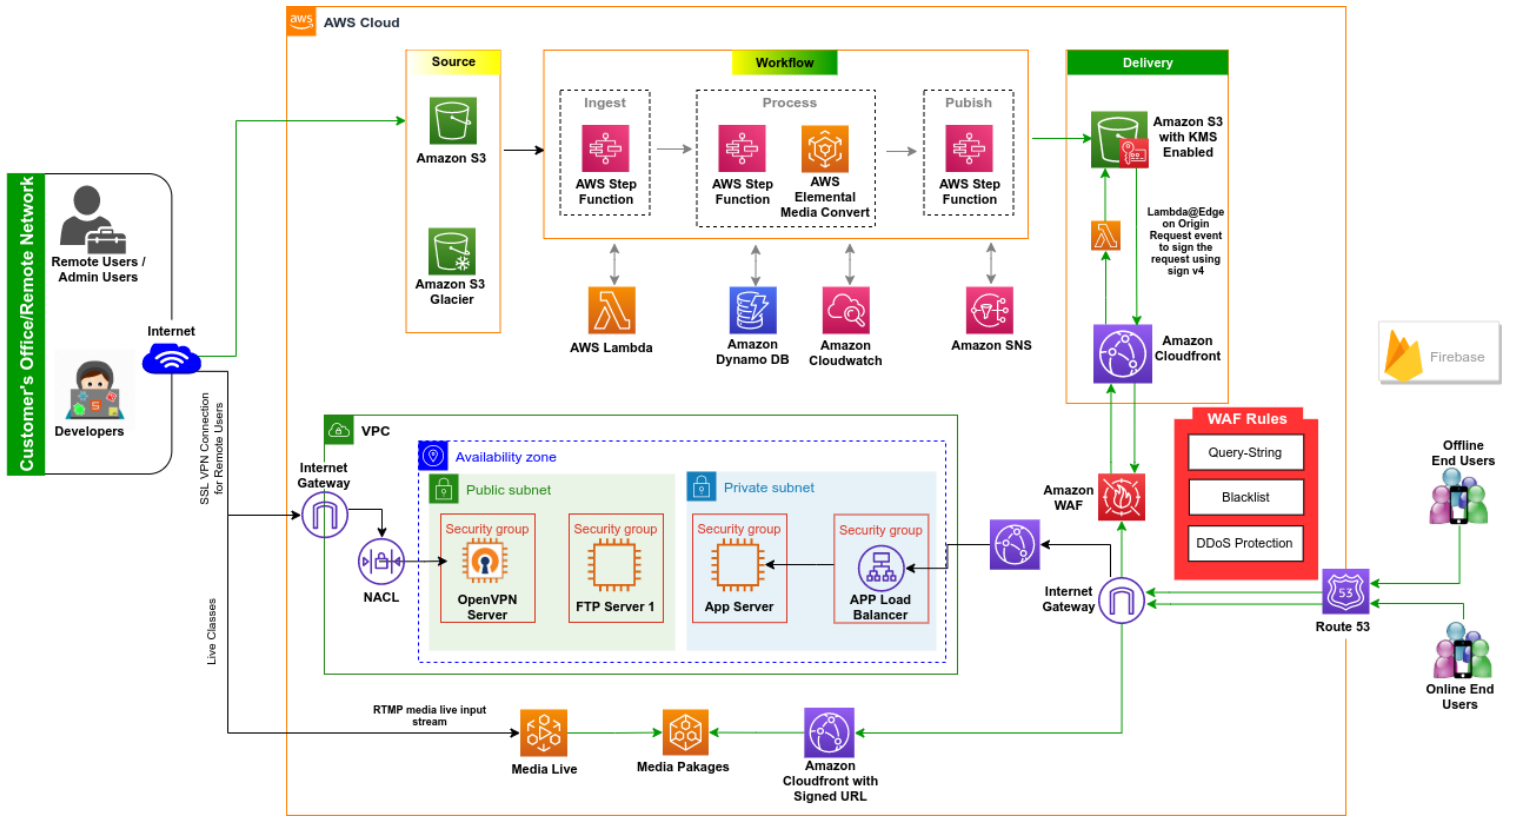 aws
AWS Cloud
Source
Amazon S3
Amazon S3
Glacier
Workflow
Ingest
AWS Step
Function
Process
AWS Step
Function
AWS
Elemental
Media Convert
Pubish
AWS Step
Function
AWS Lambda
Amazon
Dynamo DB
Amazon
Cloudwatch
Amazon SNS
Delivery
Amazon S3
with KMS
Enabled
Lambda@Edge
on Origin
Request event
to sign the
request using
sign v4
Amazon
Cloudfront
Customer's Office/Remote Network
Remote Users /
Admin Users
Internet
Developers
SSL VPN Connection
for Remote Users
Live Classes
VPC
Internet
Gateway
NACL
Availability zone
Public subnet
Security group
OpenVPN
Server
Security group
FTP Server 1
Private subnet
Security group
App Server
Security group
APP Load
Balancer
Amazon
WAF
Internet
Gateway
WAF Rules
Query-String
Blacklist
DDoS Protection
Firebase
Offline
End Users
53
Route 53
Online End
Users
RTMP media live input
stream
Media Live
Media Pakages
Amazon
Cloudfront with
Signed URL